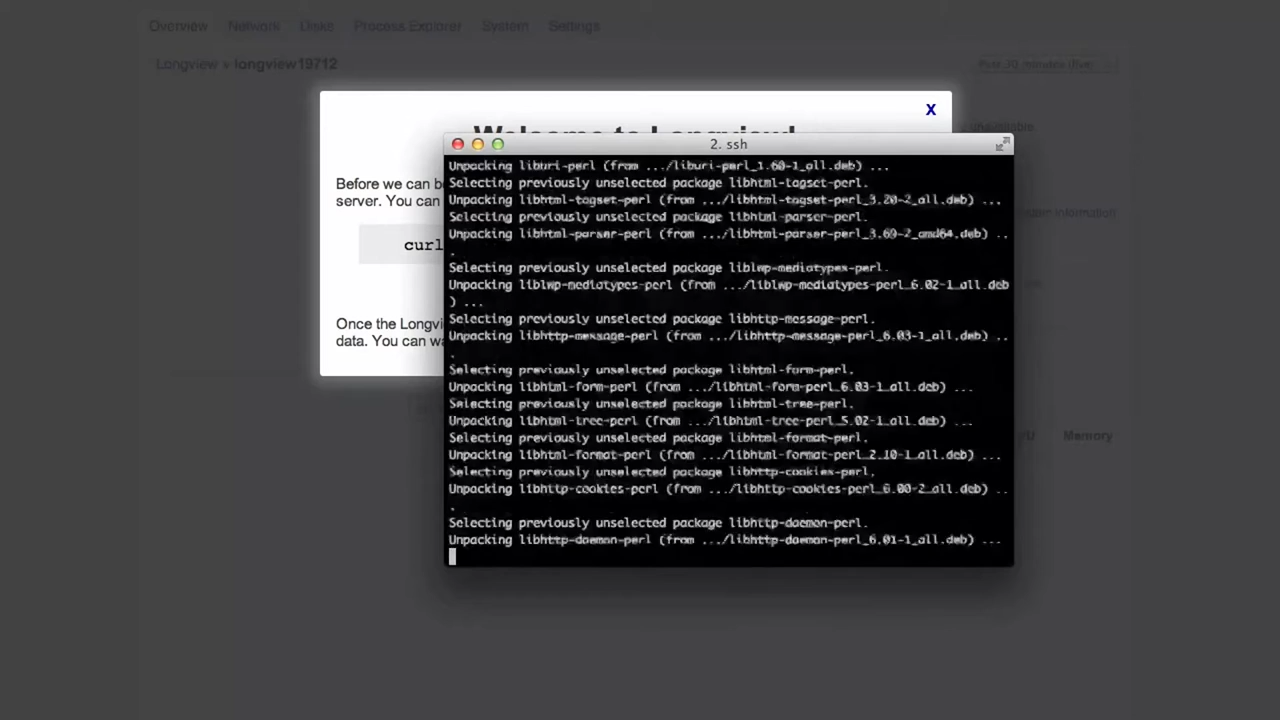 Overview Network Disks Process Explorer System Settings
Longview » longview19712
Past 30 minutes (live)
X
Welcome to Longview!
Before we can be
server. You can
curl
Once the Longvi
data. You can wa
2. ssh
Unpacking liburi-perl (from .../liburi-perl_1.60-1_all.deb) ...
Selecting previously unselected package libhtml-tagset-perl.
Unpacking libhtml-tagset-perl (from .../libhtml-tagset-perl_3.20-2_all.deb) ...
Selecting previously unselected package libhtml-parser-perl.
Unpacking libhtml-parser-perl (from .../libhtml-parser-perl_3.69-2_amd64.deb) ..
.
Selecting previously unselected package liblwp-mediatypes-perl.
Unpacking liblwp-mediatypes-perl (from .../liblwp-mediatypes-perl_6.02-1_all.deb
) ...
Selecting previously unselected package libhttp-message-perl.
Unpacking libhttp-message-perl (from .../libhttp-message-perl_6.03-1_all.deb) ..
.
Selecting previously unselected package libhtml-form-perl.
Unpacking libhtml-form-perl (from .../libhtml-form-perl_6.03-1_all.deb) ...
Selecting previously unselected package libhtml-tree-perl.
Unpacking libhtml-tree-perl (from .../libhtml-tree-perl_5.02-1_all.deb) ...
Selecting previously unselected package libhtml-format-perl.
Unpacking libhtml-format-perl (from .../libhtml-format-perl_2.10-1_all.deb) ...
Selecting previously unselected package libhttp-cookies-perl.
Unpacking libhttp-cookies-perl (from .../libhttp-cookies-perl_6.00-2_all.deb) ..
.
Selecting previously unselected package libhttp-daemon-perl.
Unpacking libhttp-daemon-perl (from .../libhttp-daemon-perl_6.01-1_all.deb) ...
information
Memory